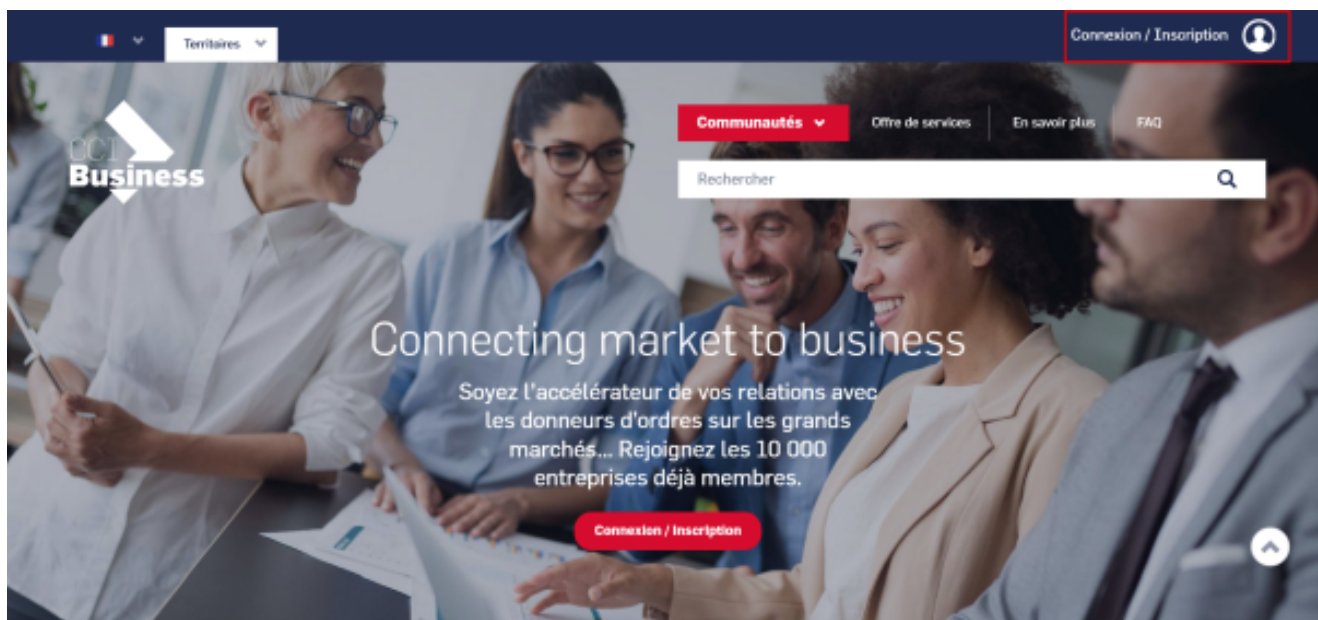 Territoires
Connexion / Inscription
CCI
Business
Communautés
Offre de services
En savoir plus
FAQ
Rechercher
Connecting market to business
Soyez l'accélérateur de vos relations avec
les donneurs d'ordres sur les grands
marchés... Rejoignez les 10 000
entreprises déjà membres.
Connexion / Inscription